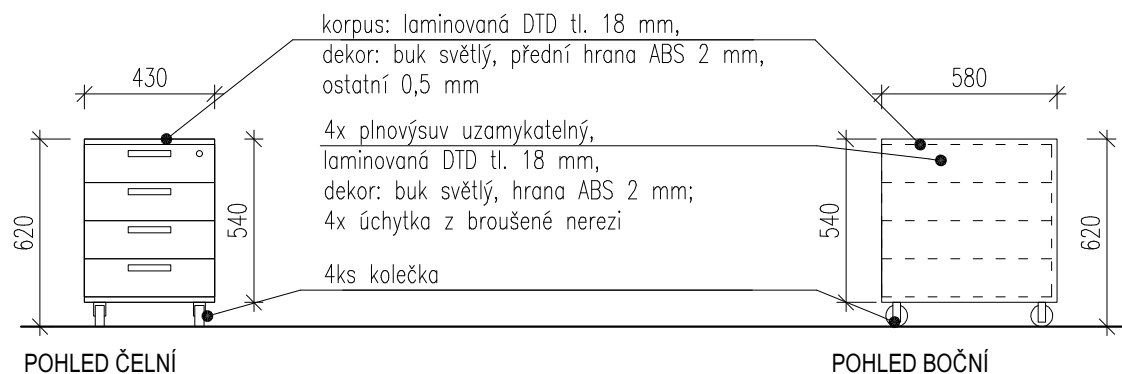 korpus: laminovaná DTD tl. 18 mm,
dekor: buk světlý, přední hrana ABS 2 mm,
ostatní 0,5 mm
430
580
4x plnovýsuv uzamykatelný,
laminovaná DTD tl. 18 mm,
dekor: buk světlý, hrana ABS 2 mm;
4x úchytka z broušené nerezi
620
540
540
620
4ks kolečka
POHLED ČELNÍ
POHLED BOČNÍ